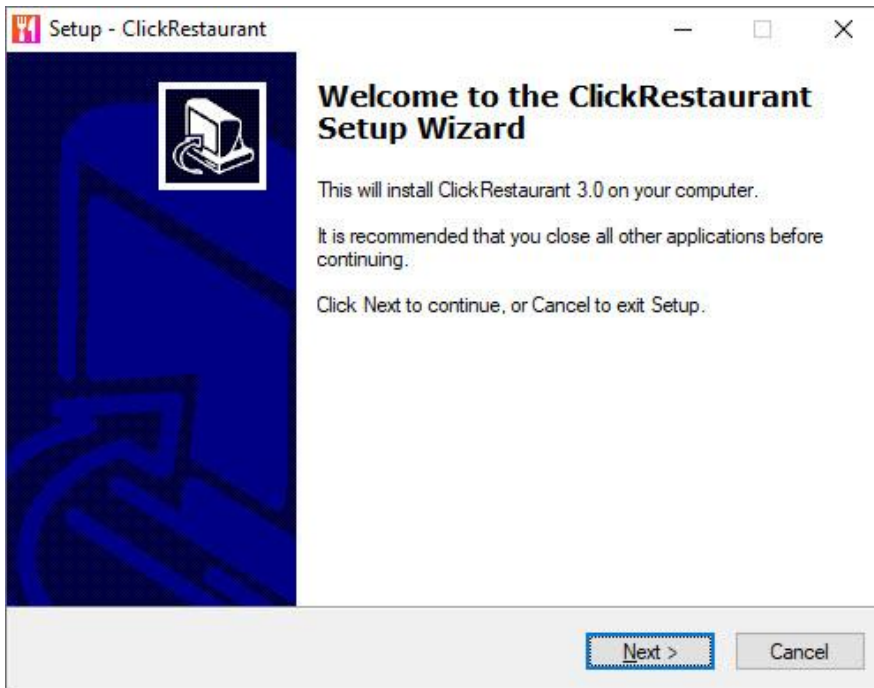 Setup - ClickRestaurant
Welcome to the ClickRestaurant
Setup Wizard
This will install ClickRestaurant 3.0 on your computer.
It is recommended that you close all other applications before
continuing.
Click Next to continue, or Cancel to exit Setup.
Next >
Cancel